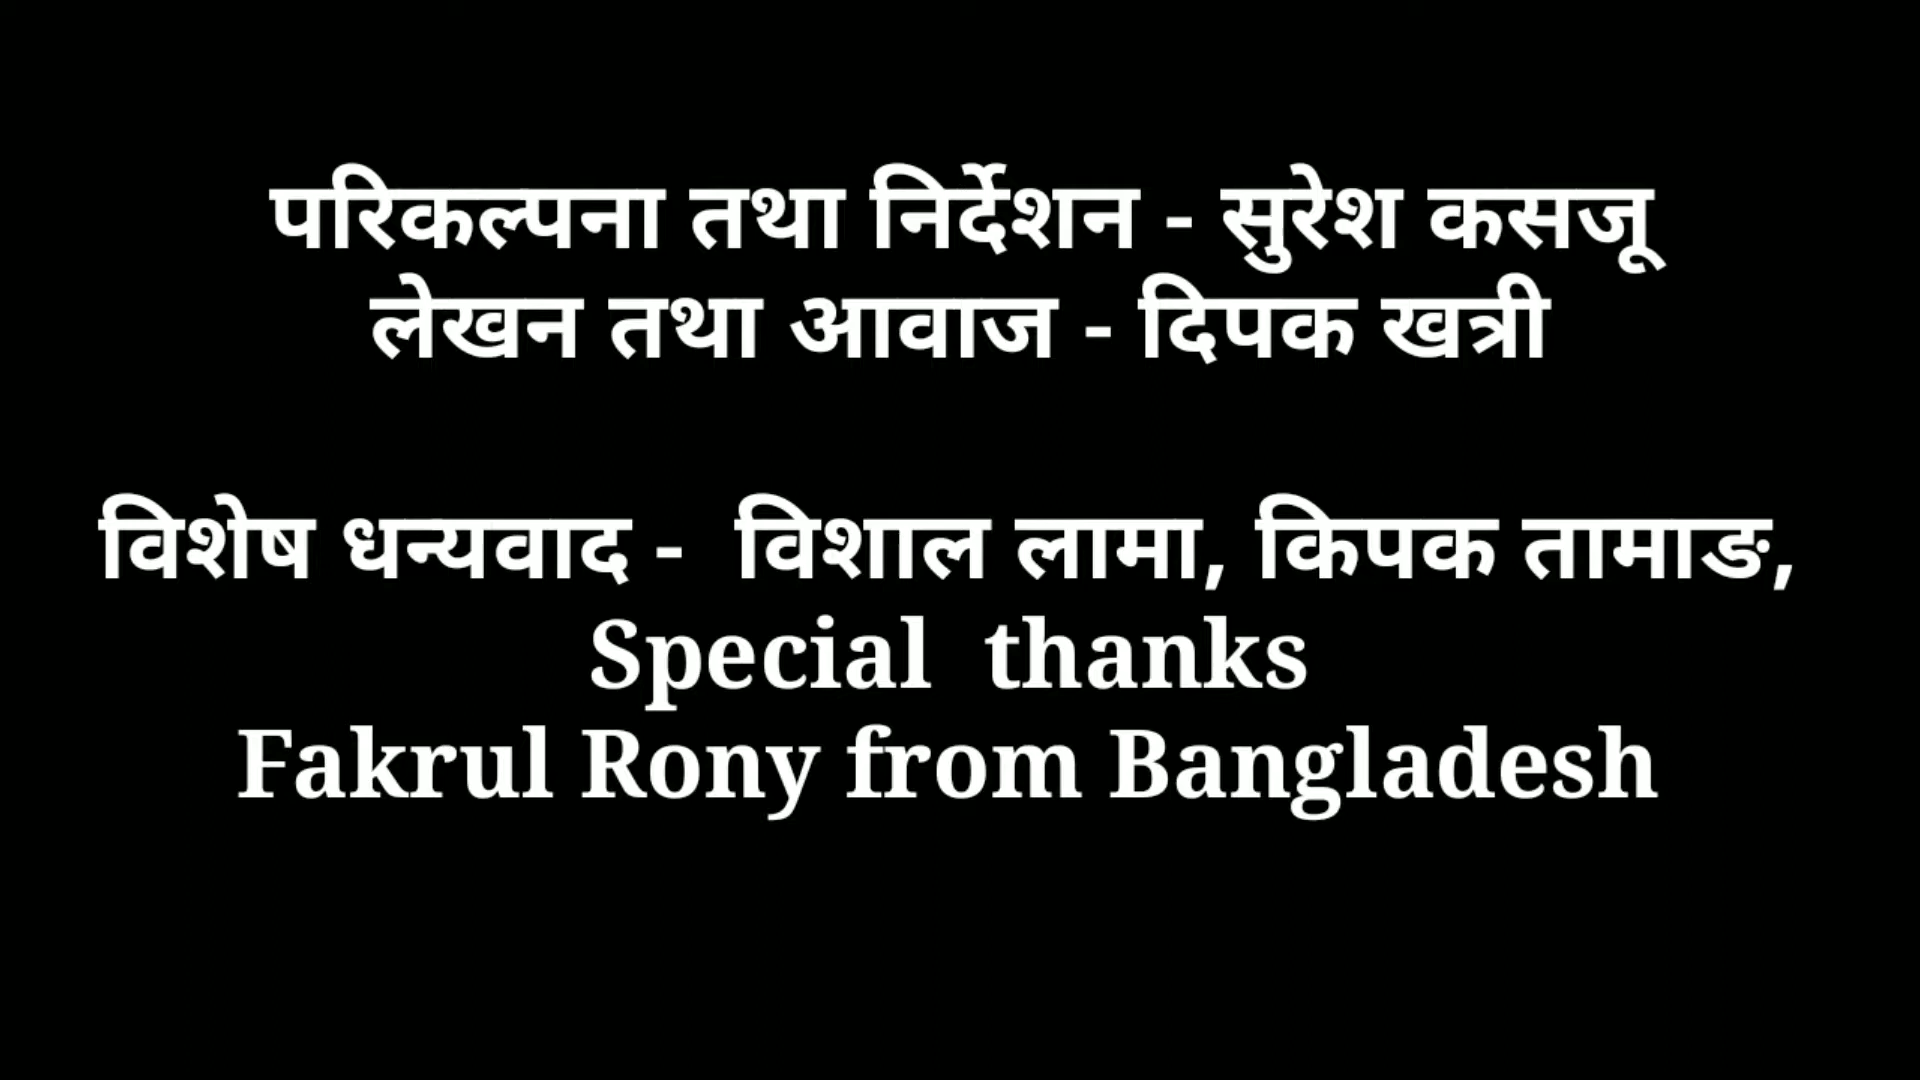 परिकल्पना तथा निर्देशन - सुरेश कसजू
लेखन तथा आवाज - दिपक खत्री
विशेष धन्यवाद - विशाल लामा, किपक तामाङ,
Special thanks
Fakrul Rony from Bangladesh